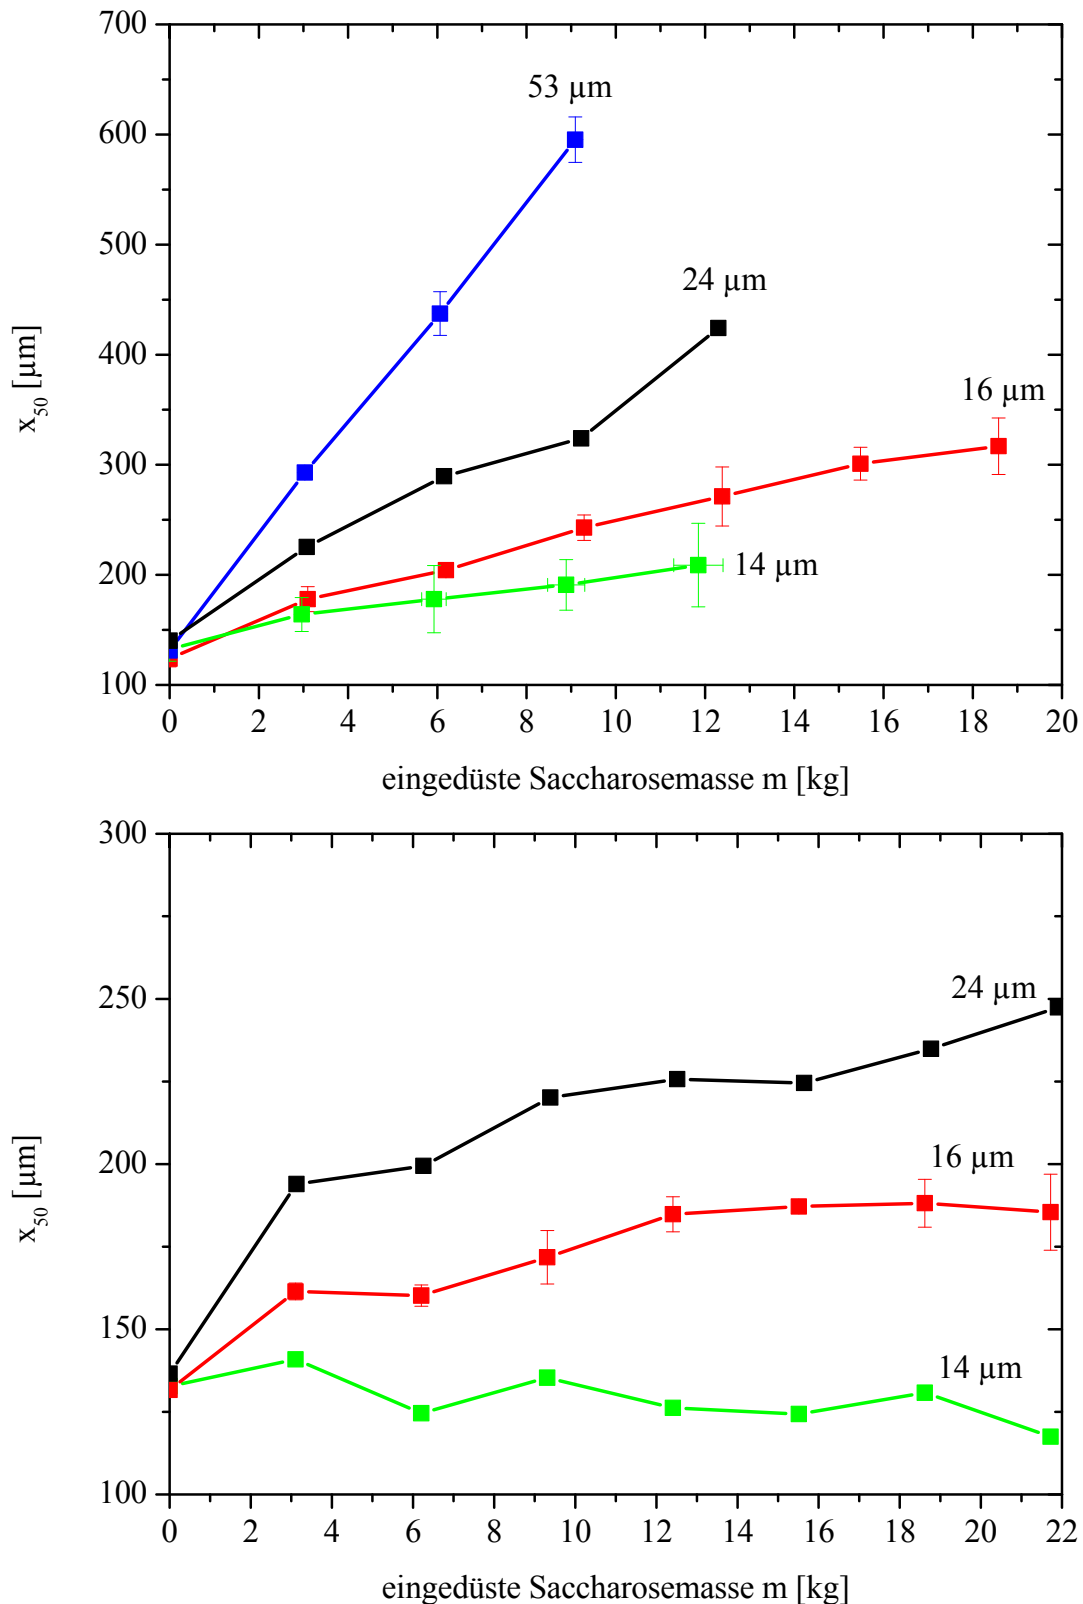 700
600
500
400
300
200
100
x₅₀ [µm]
53 µm
24 µm
16 µm
14 µm
0 2 4 6 8 10 12 14 16 18 20
eingedüste Saccharosemasse m [kg]
300
250
200
150
100
x₅₀ [µm]
24 µm
16 µm
14 µm
0 2 4 6 8 10 12 14 16 18 20 22
eingedüste Saccharosemasse m [kg]